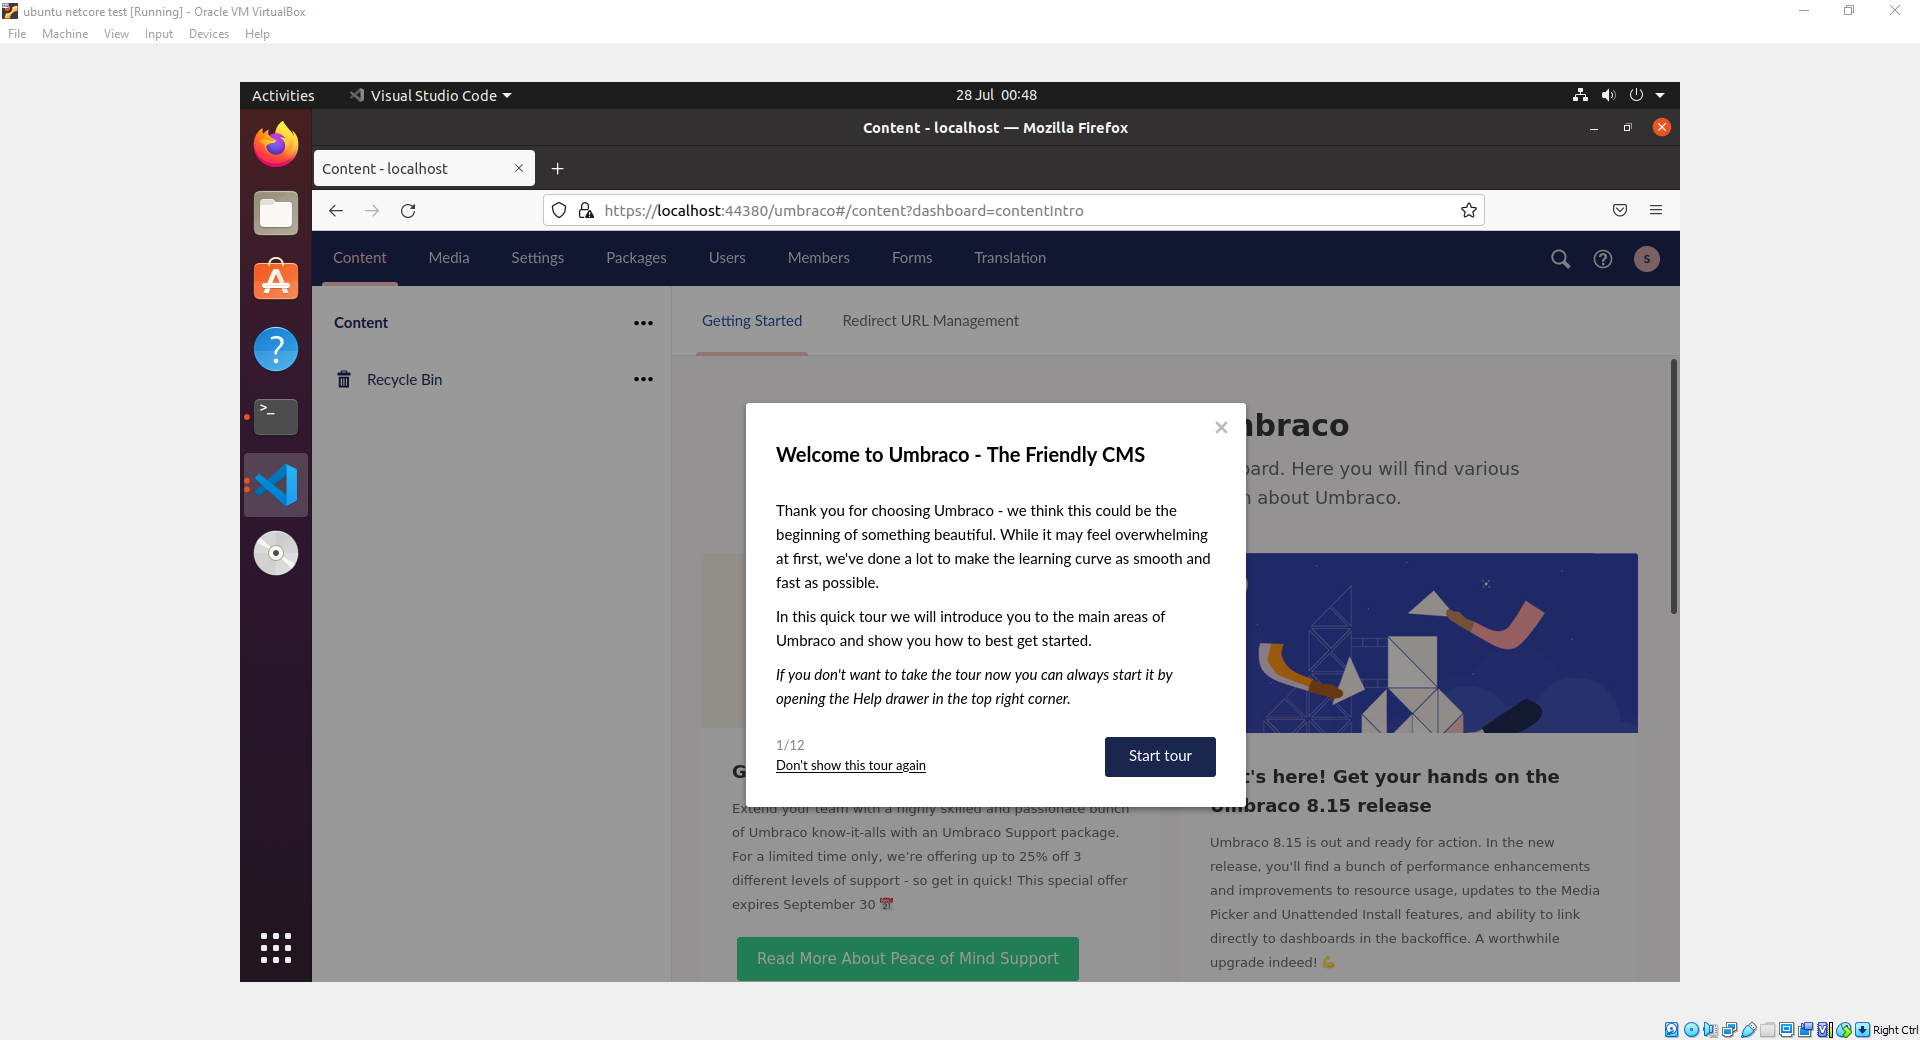 ubuntu netcore test [Running] - Oracle VM VirtualBox
File Machine View Input Devices Help
Activities Visual Studio Code 28 Jul 00:48
Content - localhost — Mozilla Firefox
Content - localhost
https://localhost:44380/umbraco#/content?dashboard=contentIntro
Content Media Settings Packages Users Members Forms Translation S
Content
Recycle Bin
Getting Started Redirect URL Management
Welcome to Umbraco - The Friendly CMS
Thank you for choosing Umbraco - we think this could be the
beginning of something beautiful. While it may feel overwhelming
at first, we've done a lot to make the learning curve as smooth and
fast as possible.
In this quick tour we will introduce you to the main areas of
Umbraco and show you how to best get started.
If you don't want to take the tour now you can always start it by
opening the Help drawer in the top right corner.
1/12
Don't show this tour again
Start tour
Here you will find various
about Umbraco.
Extend your team with a highly skilled and passionate bunch
of Umbraco know-it-alls with an Umbraco Support package.
For a limited time only, we're offering up to 25% off 3
different levels of support - so get in quick! This special offer
expires September 30 📅
Read More About Peace of Mind Support
here! Get your hands on the
Umbraco 8.15 release
Umbraco 8.15 is out and ready for action. In the new
release, you'll find a bunch of performance enhancements
and improvements to resource usage, updates to the Media
Picker and Unattended Install features, and ability to link
directly to dashboards in the backoffice. A worthwhile
upgrade indeed! 💪
Right Ctrl